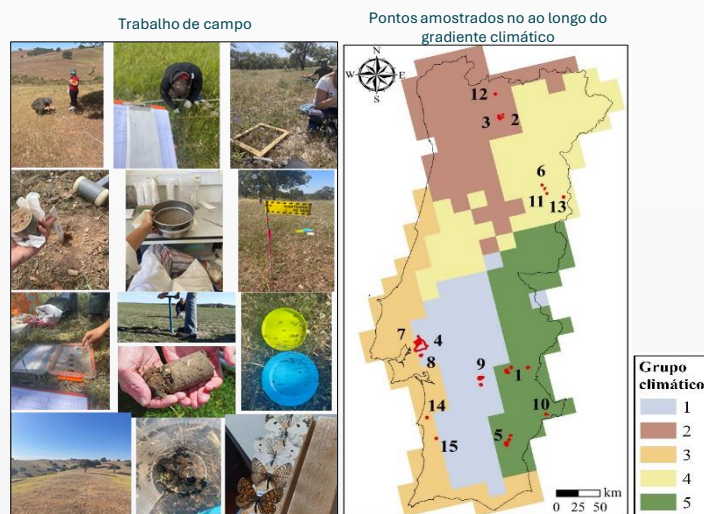 Trabalho de campo
Pontos amostrados no ao longo do
gradiente climático
N
W
E
S
12
3
2
6
11
13
7
4
8
9
1
10
14
5
15
0 25 50
km
Grupo
climático
1
2
3
4
5